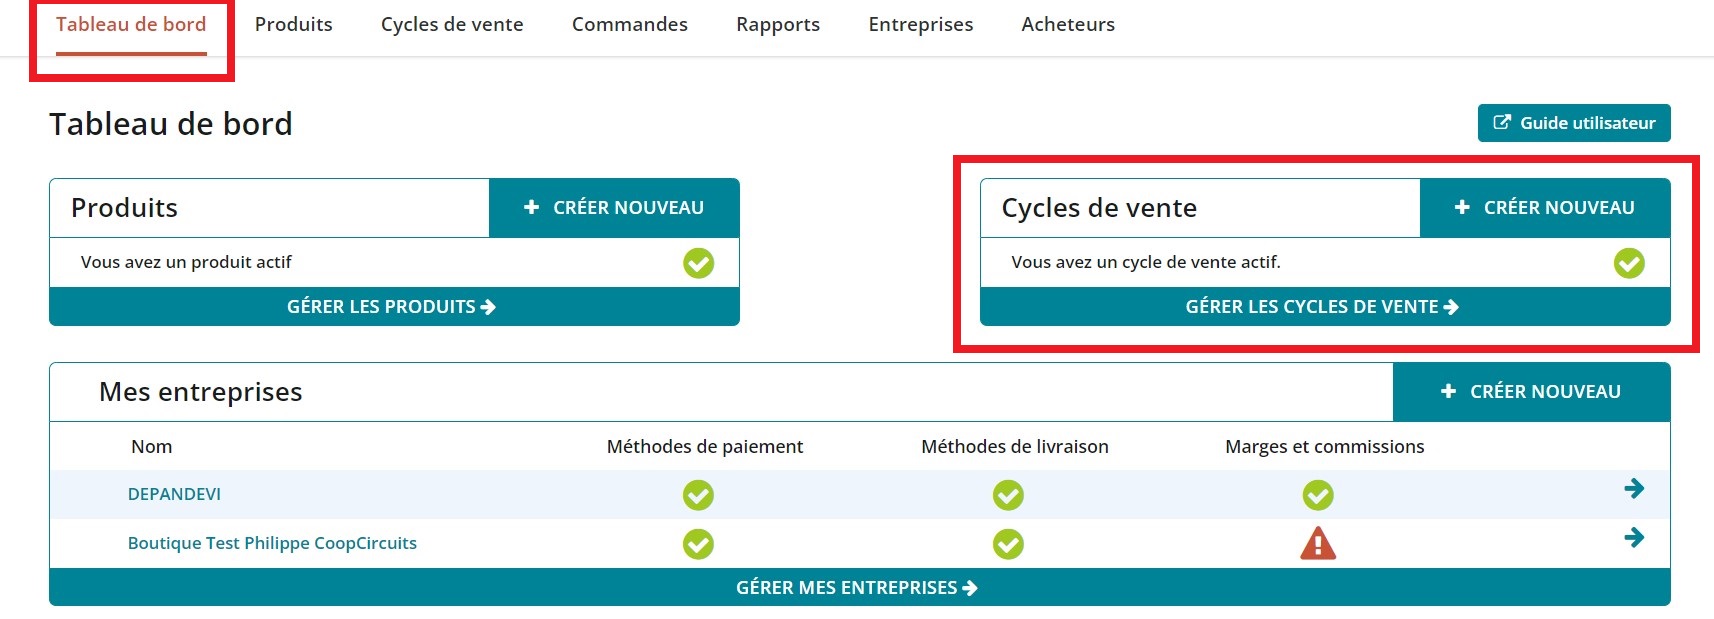 Tableau de bord Produits Cycles de vente Commandes Rapports Entreprises Acheteurs
Tableau de bord
Guide utilisateur
Produits
CRÉER NOUVEAU
Vous avez un produit actif
GÉRER LES PRODUITS
Cycles de vente
CRÉER NOUVEAU
Vous avez un cycle de vente actif.
GÉRER LES CYCLES DE VENTE
Mes entreprises
CRÉER NOUVEAU
Nom Méthodes de paiement Méthodes de livraison Marges et commissions
DEPANDEVI
Boutique Test Philippe CoopCircuits
GÉRER MES ENTREPRISES